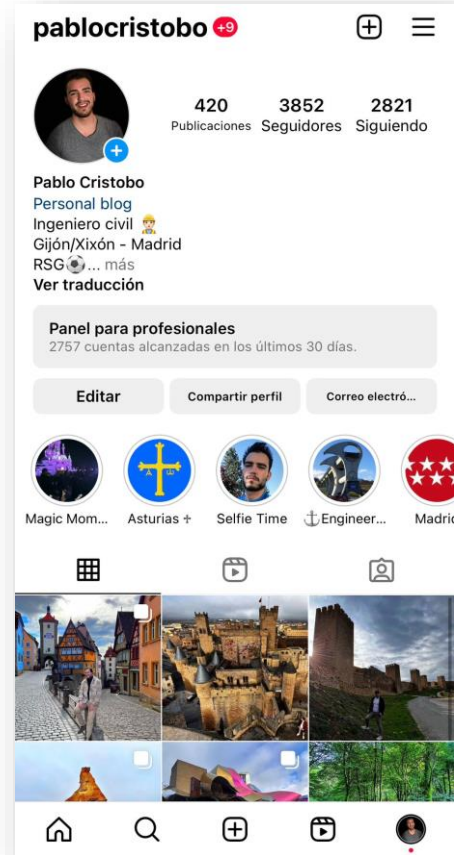 pablocristobo +9
420 3852 2821
Publicaciones Seguidores Siguiendo
Pablo Cristobo
Personal blog
Ingeniero civil 👷🏻‍♂️
Gijón/Xixón - Madrid
RSG⚽... más
Ver traducción
Panel para profesionales
2757 cuentas alcanzadas en los últimos 30 días.
Editar Compartir perfil Correo electró...
Magic Mom... Asturias ♱ Selfie Time ⚓Engineer... Madrid